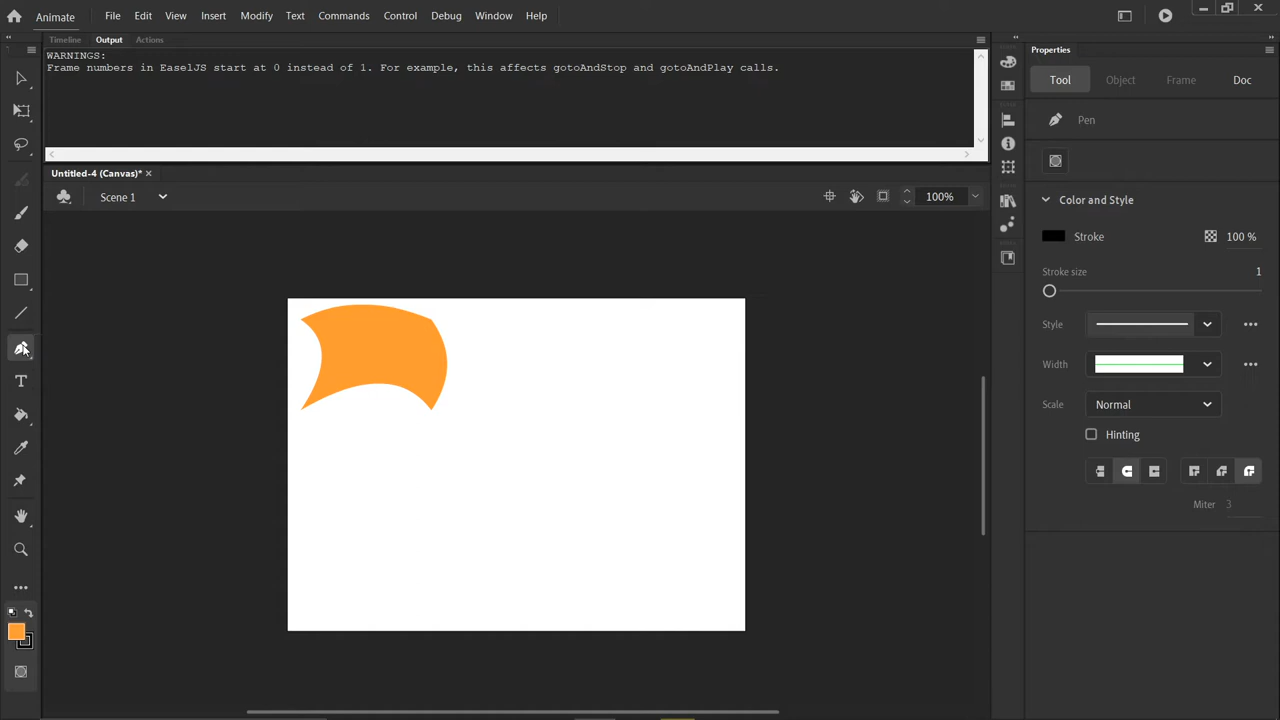 Animate File Edit View Insert Modify Text Commands Control Debug Window Help
Timeline Output Actions
WARNINGS:
Frame numbers in EaselJS start at 0 instead of 1. For example, this affects gotoAndStop and gotoAndPlay calls.
Untitled-4 (Canvas)*
Scene 1
100%
Properties
Tool Object Frame Doc
Pen
Color and Style
Stroke 100 %
Stroke size 1
Style
Width
Scale Normal
Hinting
Miter 3